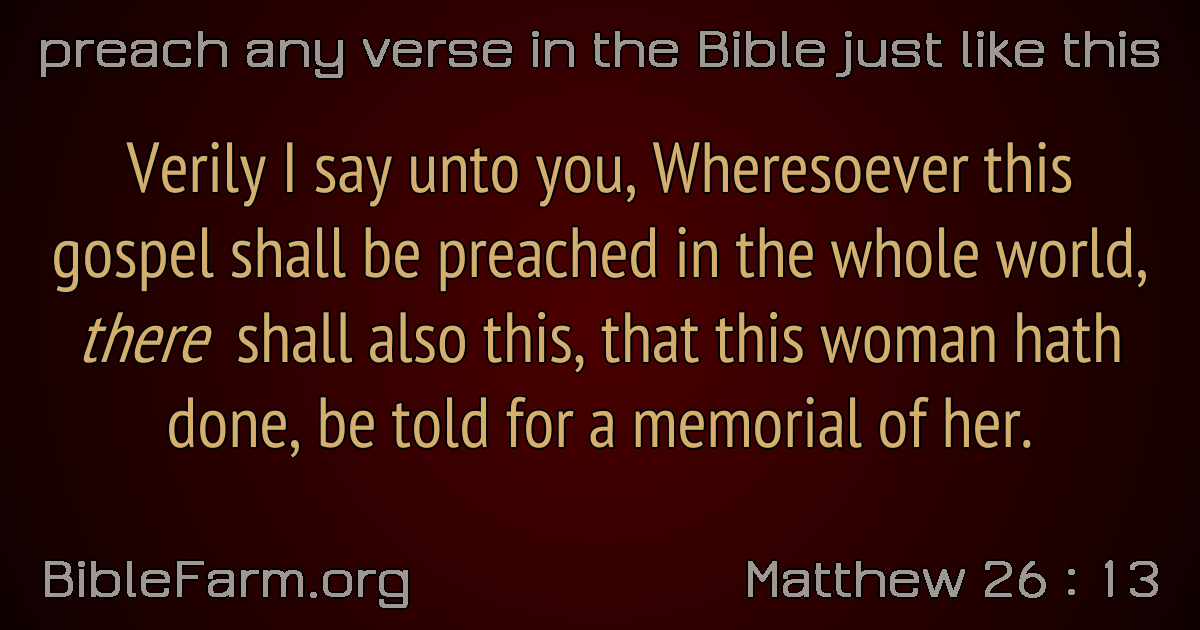 preach any verse in the Bible just like this
Verily I say unto you, Wheresoever this
gospel shall be preached in the whole world,
there shall also this, that this woman hath
done, be told for a memorial of her.
BibleFarm.org
Matthew 26 : 13